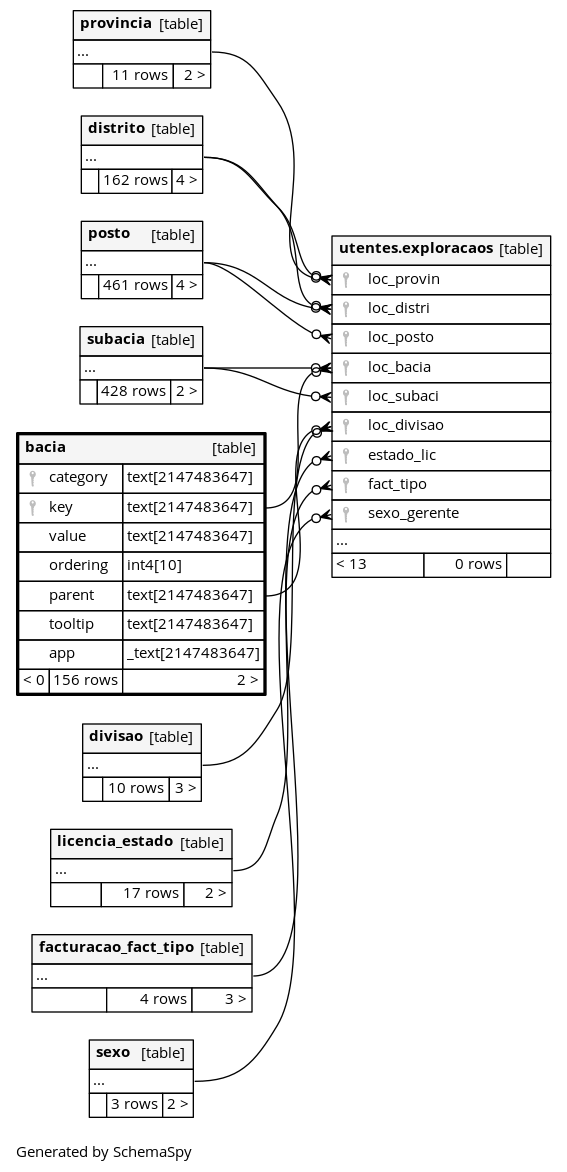 provincia [table]
...
11 rows 2 >
distrito [table]
...
162 rows 4 >
posto [table]
...
461 rows 4 >
subacia [table]
...
428 rows 2 >
bacia [table]
category text[2147483647]
key text[2147483647]
value text[2147483647]
ordering int4[10]
parent text[2147483647]
tooltip text[2147483647]
app _text[2147483647]
< 0 156 rows 2 >
divisao [table]
...
10 rows 3 >
licencia_estado [table]
...
17 rows 2 >
facturacao_fact_tipo [table]
...
4 rows 3 >
sexo [table]
...
3 rows 2 >
utentes.exploracaos [table]
loc_provin
loc_distri
loc_posto
loc_bacia
loc_subaci
loc_divisao
estado_lic
fact_tipo
sexo_gerente
...
< 13 0 rows
Generated by SchemaSpy